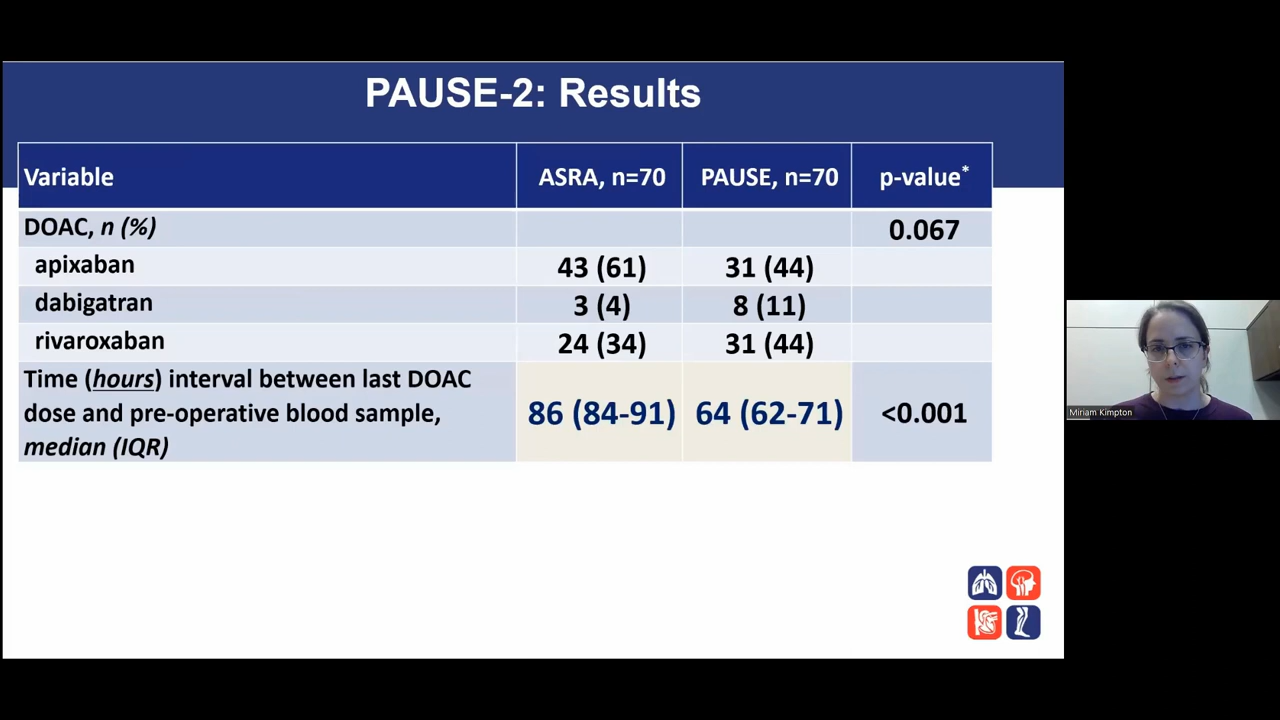 PAUSE-2: Results
Variable ASRA, n=70 PAUSE, n=70 p-value*
DOAC, n (%) 0.067
apixaban 43 (61) 31 (44)
dabigatran 3 (4) 8 (11)
rivaroxaban 24 (34) 31 (44)
Time (hours) interval between last DOAC
dose and pre-operative blood sample, 86 (84-91) 64 (62-71) <0.001
median (IQR)
Miriam Kimpton